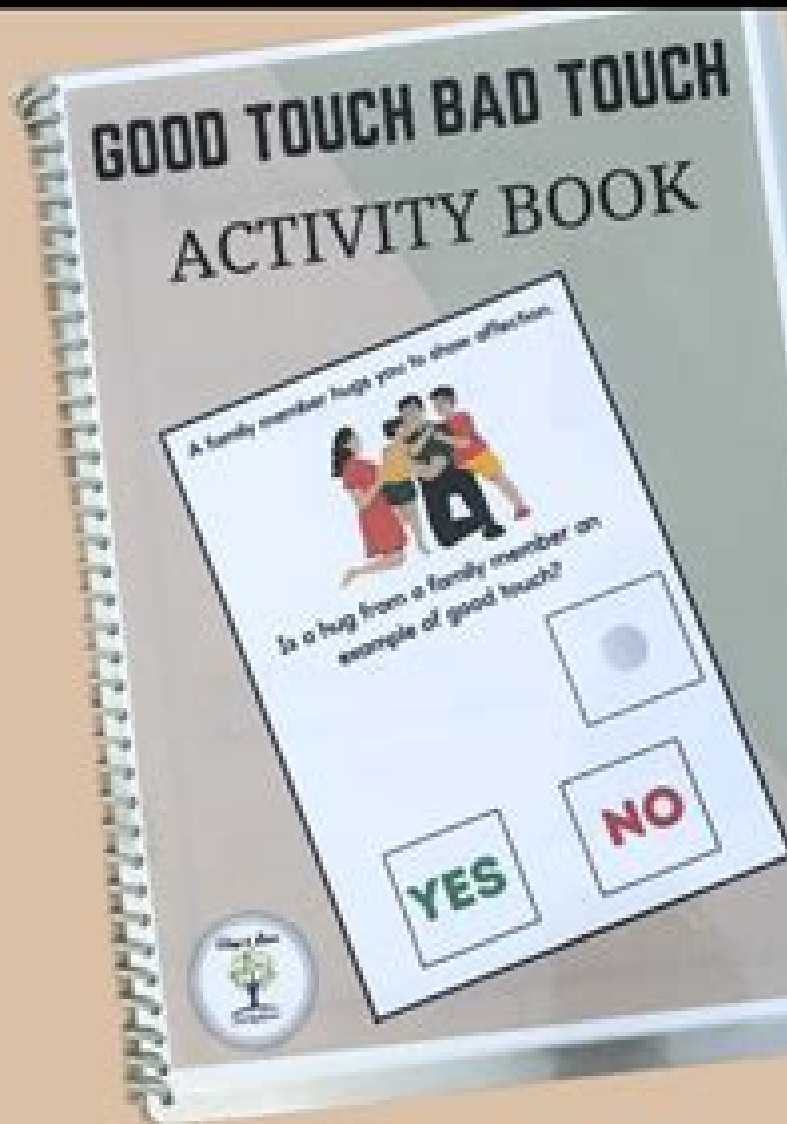 GOOD TOUCH BAD TOUCH
ACTIVITY BOOK
A family member hugs you to show affection.
Is a hug from a family member an
example of good touch?
YES
NO